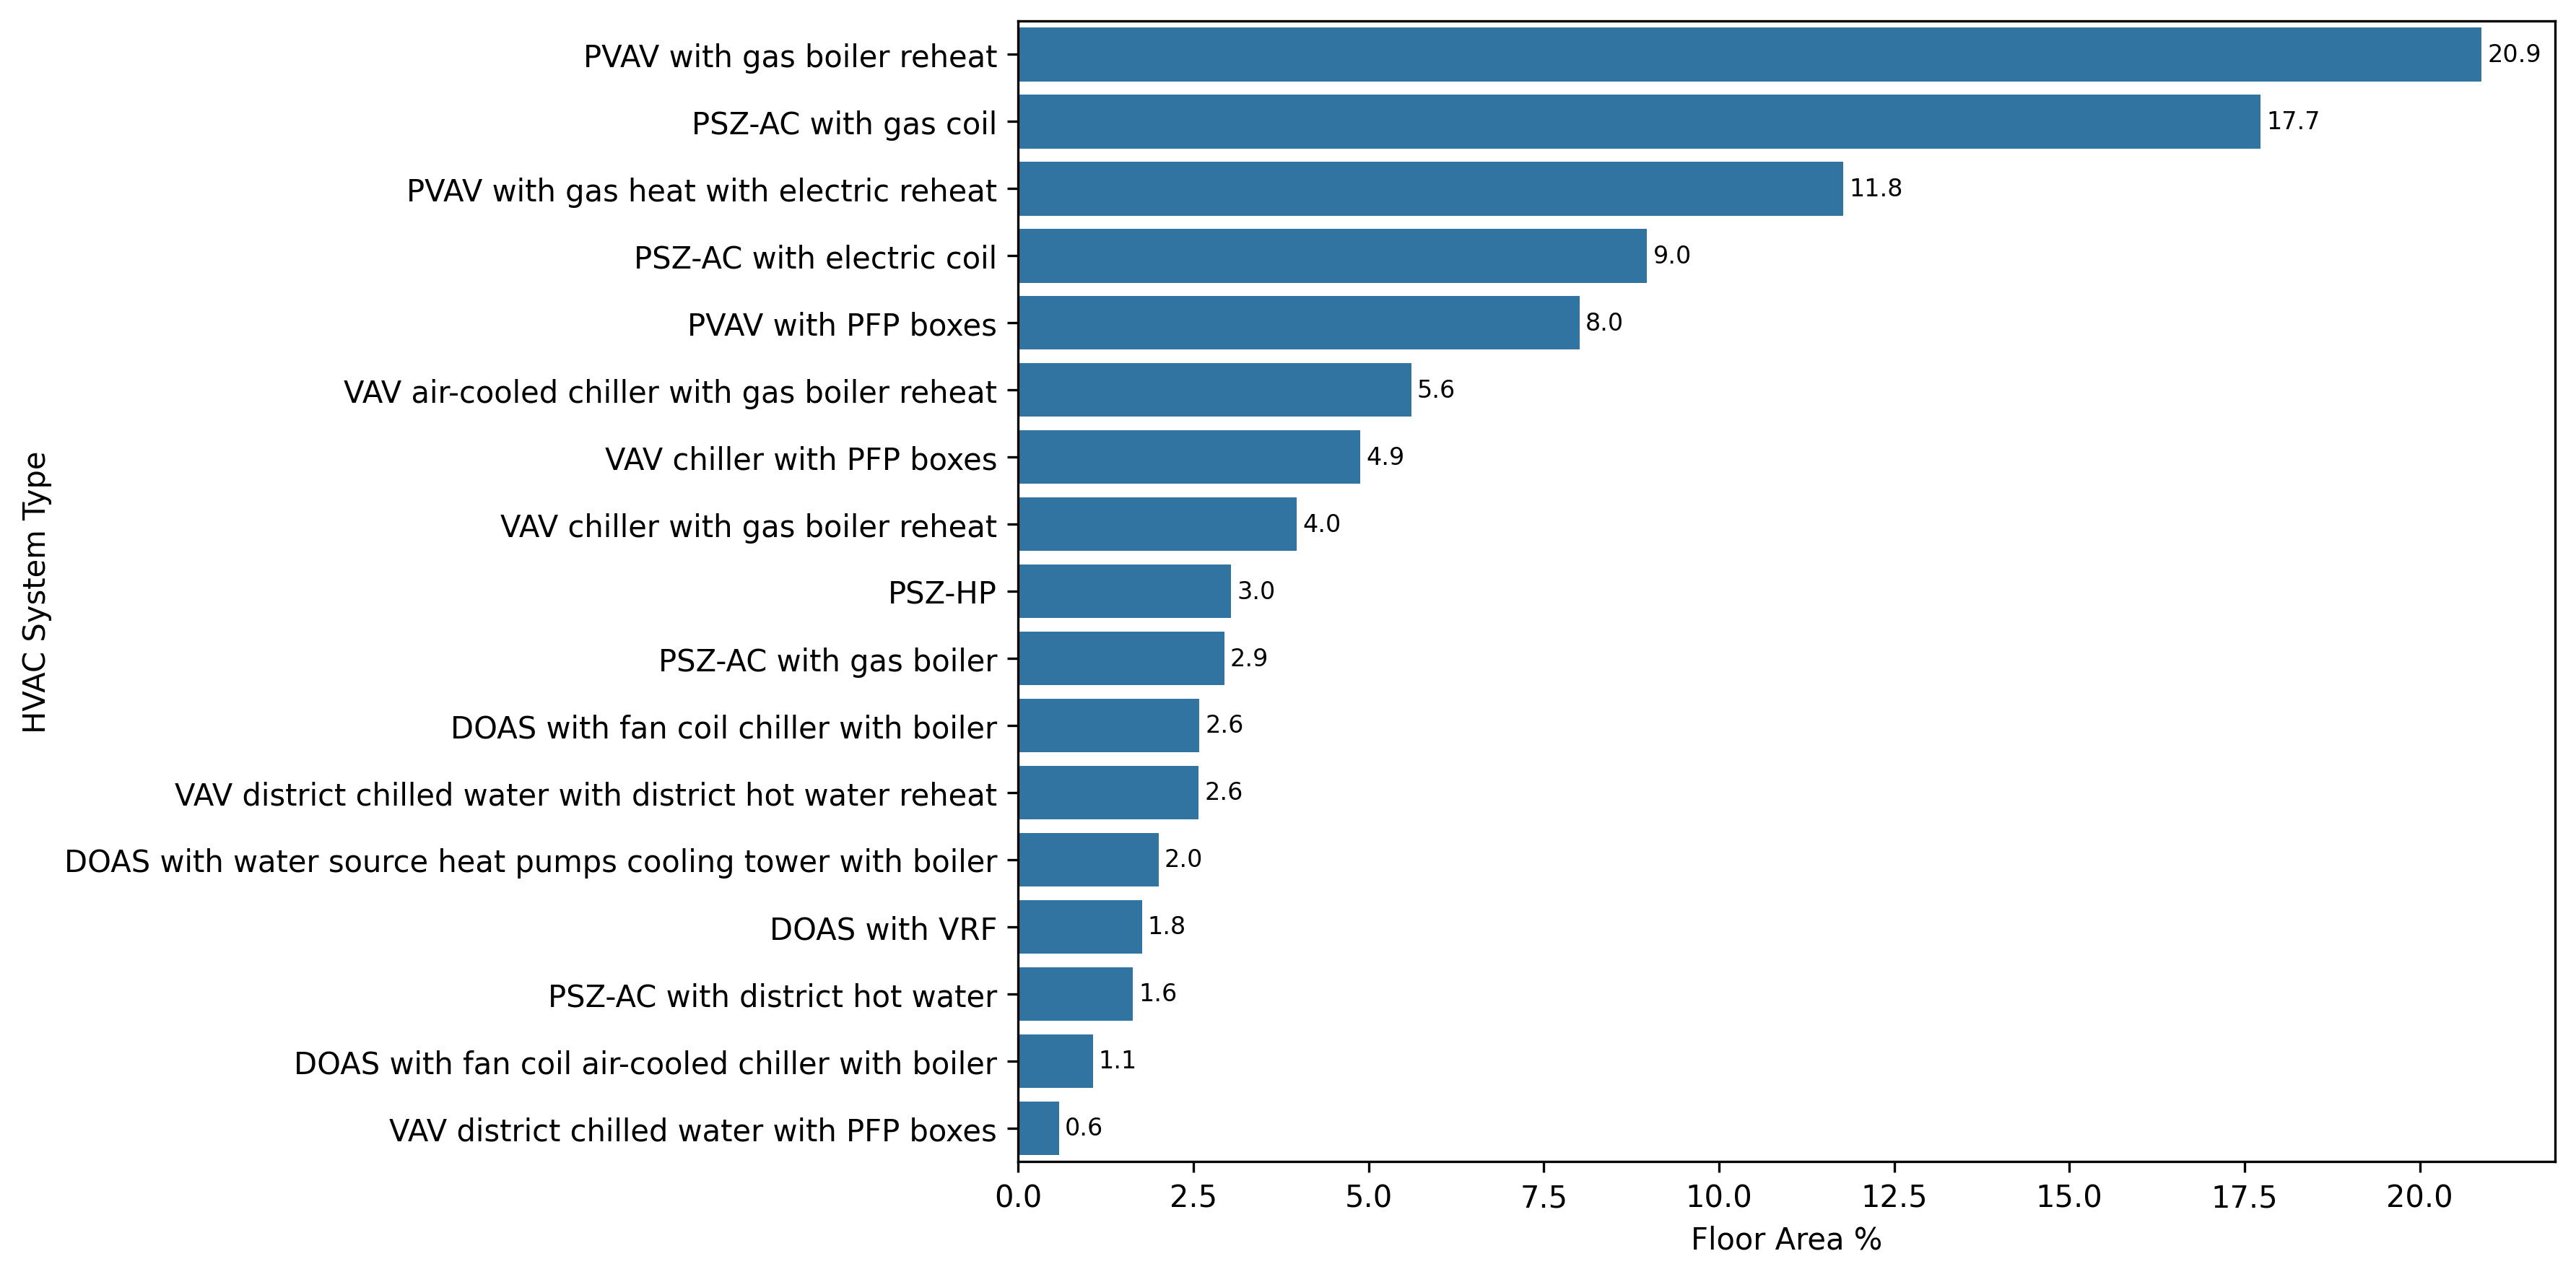 HVAC System Type
PVAV with gas boiler reheat 20.9
PSZ-AC with gas coil 17.7
PVAV with gas heat with electric reheat 11.8
PSZ-AC with electric coil 9.0
PVAV with PFP boxes 8.0
VAV air-cooled chiller with gas boiler reheat 5.6
VAV chiller with PFP boxes 4.9
VAV chiller with gas boiler reheat 4.0
PSZ-HP 3.0
PSZ-AC with gas boiler 2.9
DOAS with fan coil chiller with boiler 2.6
VAV district chilled water with district hot water reheat 2.6
DOAS with water source heat pumps cooling tower with boiler 2.0
DOAS with VRF 1.8
PSZ-AC with district hot water 1.6
DOAS with fan coil air-cooled chiller with boiler 1.1
VAV district chilled water with PFP boxes 0.6
0.0 2.5 5.0 7.5 10.0 12.5 15.0 17.5 20.0
Floor Area %